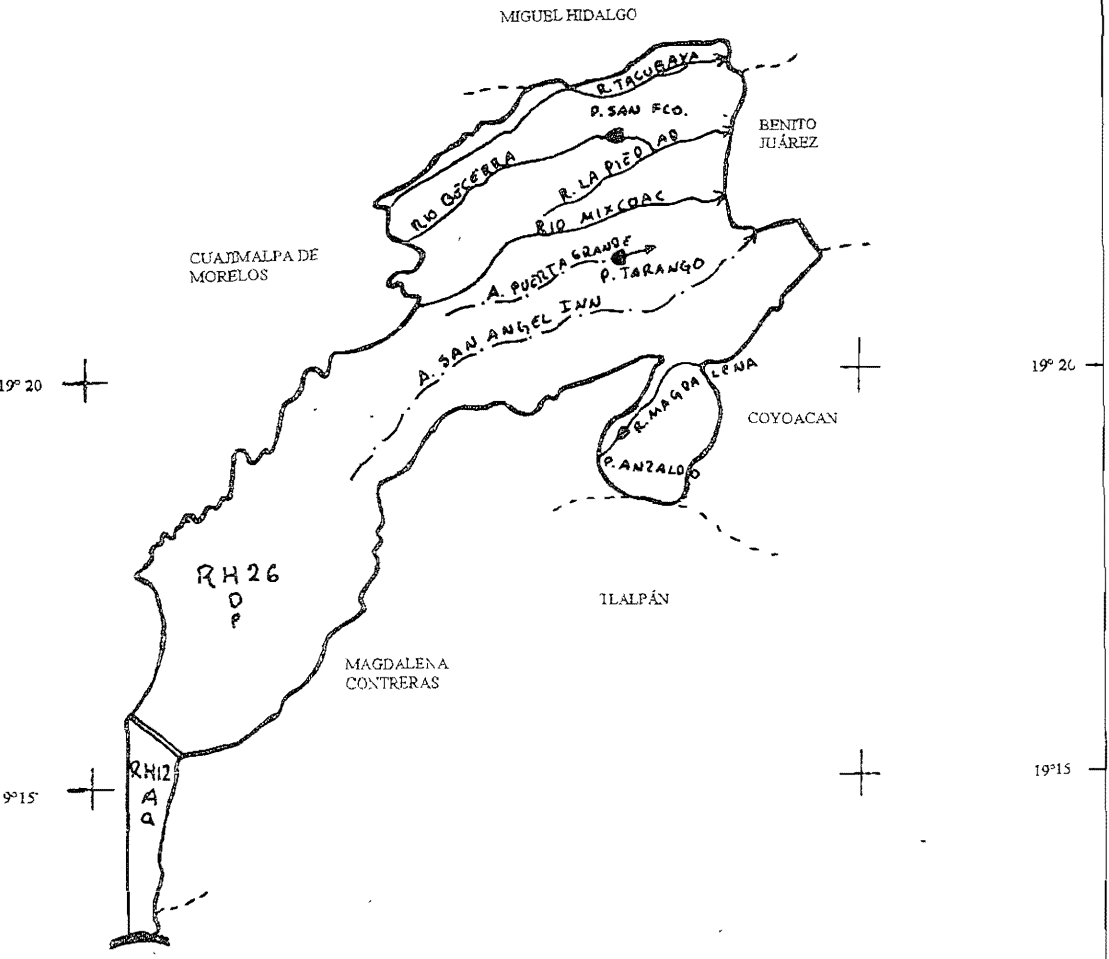 MIGUEL HIDALGO
R. TACUBAYA
P. SAN FCO.
BENITO
JUÁREZ
RIO BECERRA
R. LA PIEDAD
RIO MIXCOAC
CUAJIMALPA DE
MORELOS
A. PUERTA GRANDE
P. TARANGO
A. SAN ANGEL INN
19° 20
19° 20
R. MAGDALENA
COYOACAN
P. ANZALDO
RH26
D
P
TLALPÁN
MAGDALENA
CONTRERAS
RH12
A
a
9°15'
19°15